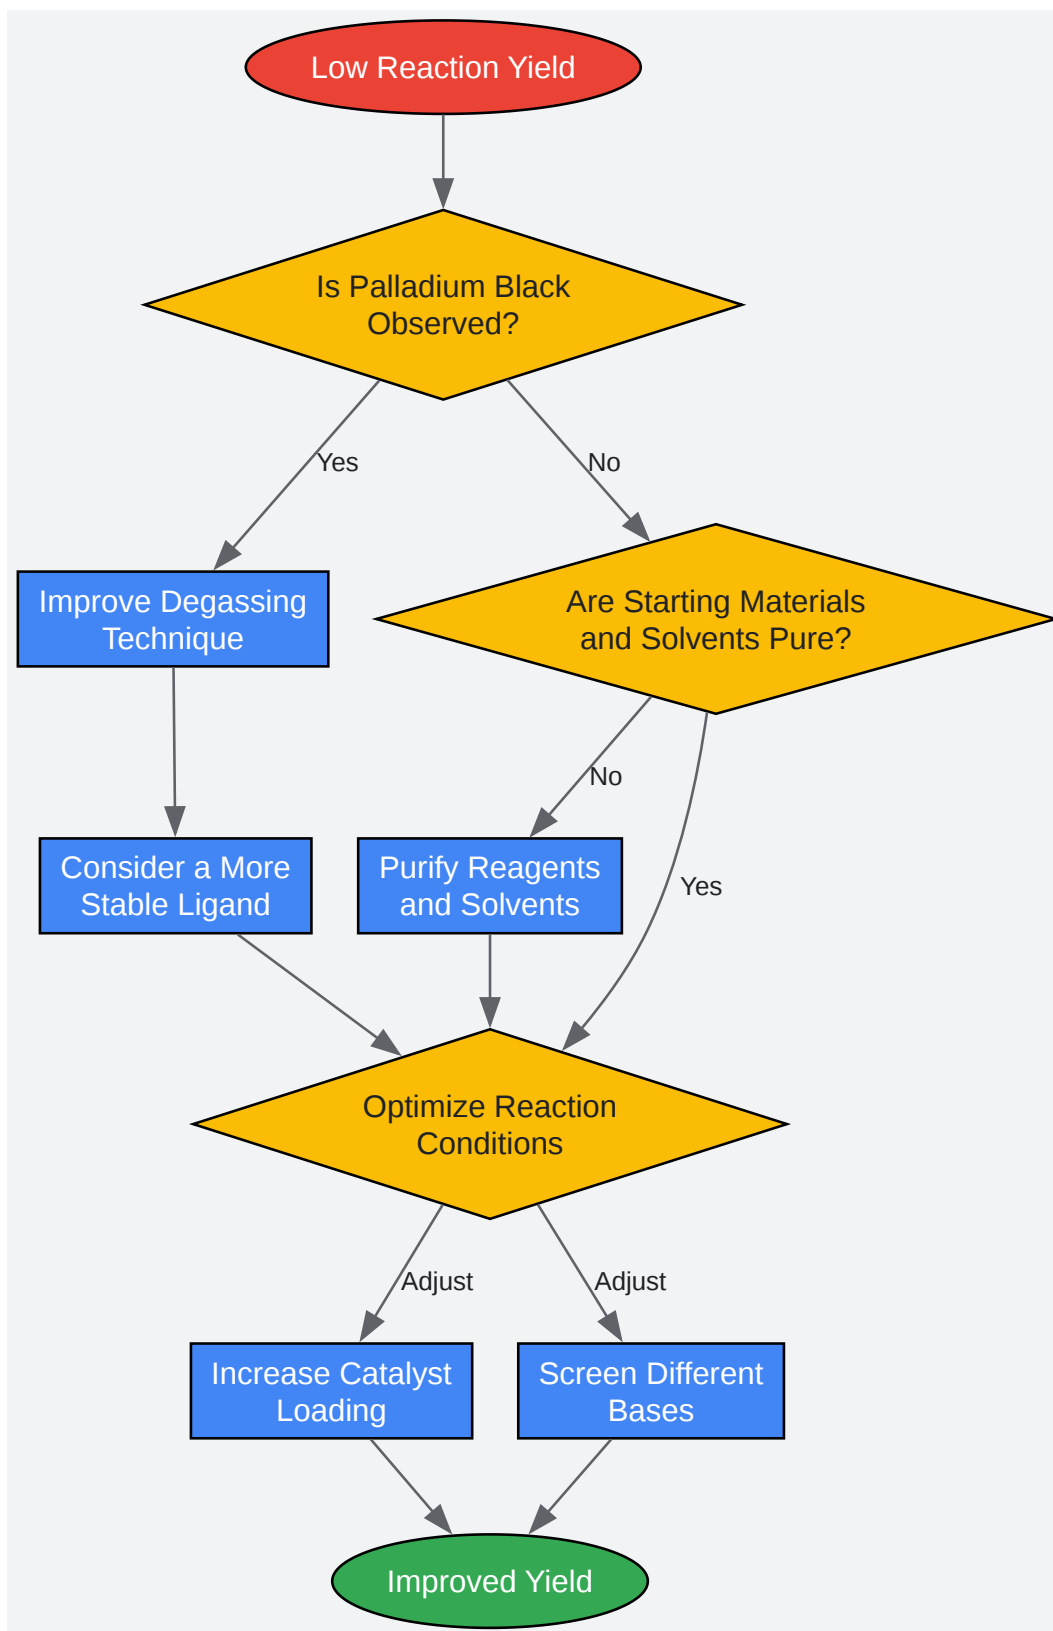 Low Reaction Yield
Is Palladium Black
Observed?
Yes
No
Improve Degassing
Technique
Are Starting Materials
and Solvents Pure?
No
Yes
Consider a More
Stable Ligand
Purify Reagents
and Solvents
Optimize Reaction
Conditions
Adjust
Adjust
Increase Catalyst
Loading
Screen Different
Bases
Improved Yield